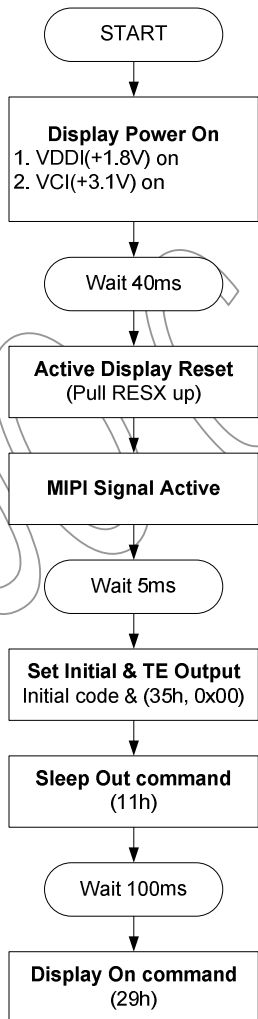 START
Display Power On
1. VDDI(+1.8V) on
2. VCI(+3.1V) on
Wait 40ms
Active Display Reset
(Pull RESX up)
MIPI Signal Active
Wait 5ms
Set Initial & TE Output
Initial code & (35h, 0x00)
Sleep Out command
(11h)
Wait 100ms
Display On command
(29h)